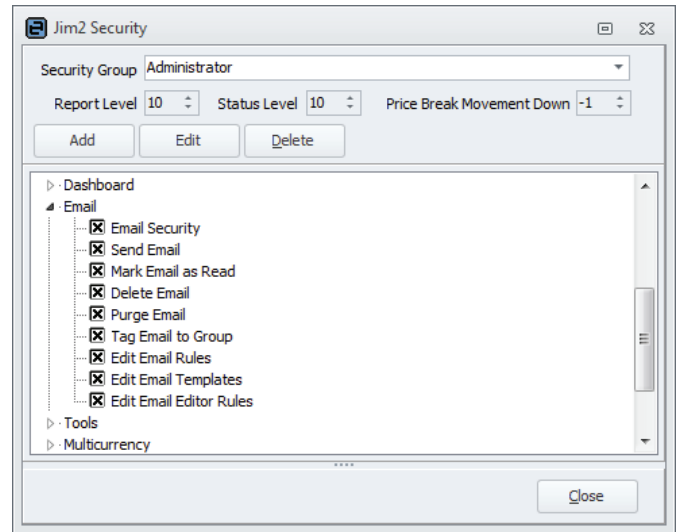 Jim2 Security
Security Group Administrator
Report Level 10 Status Level 10 Price Break Movement Down -1
Add Edit Delete
Dashboard
Email
Email Security
Send Email
Mark Email as Read
Delete Email
Purge Email
Tag Email to Group
Edit Email Rules
Edit Email Templates
Edit Email Editor Rules
Tools
Multicurrency
Close